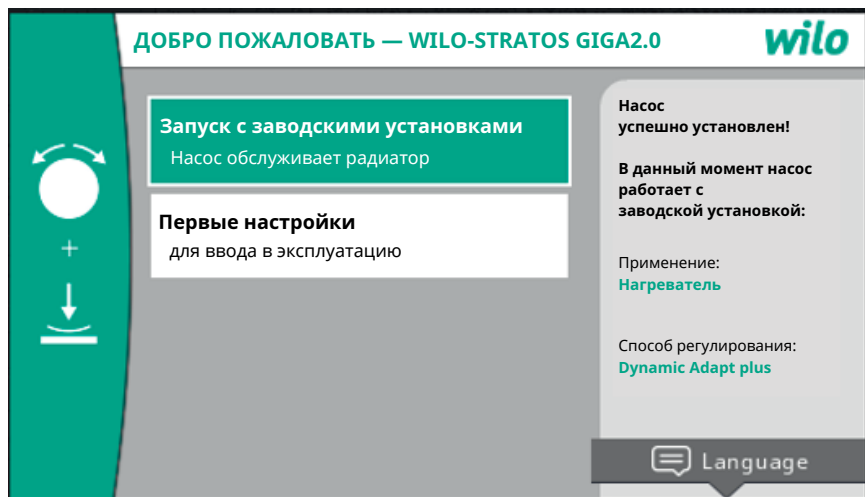 ДОБРО ПОЖАЛОВАТЬ — WILO-STRATOS GIGA2.0
wilo
Запуск с заводскими установками
Насос обслуживает радиатор
Первые настройки
для ввода в эксплуатацию
+
Насос
успешно установлен!
В данный момент насос
работает с
заводской установкой:
Применение:
Нагреватель
Способ регулирования:
Dynamic Adapt plus
Language